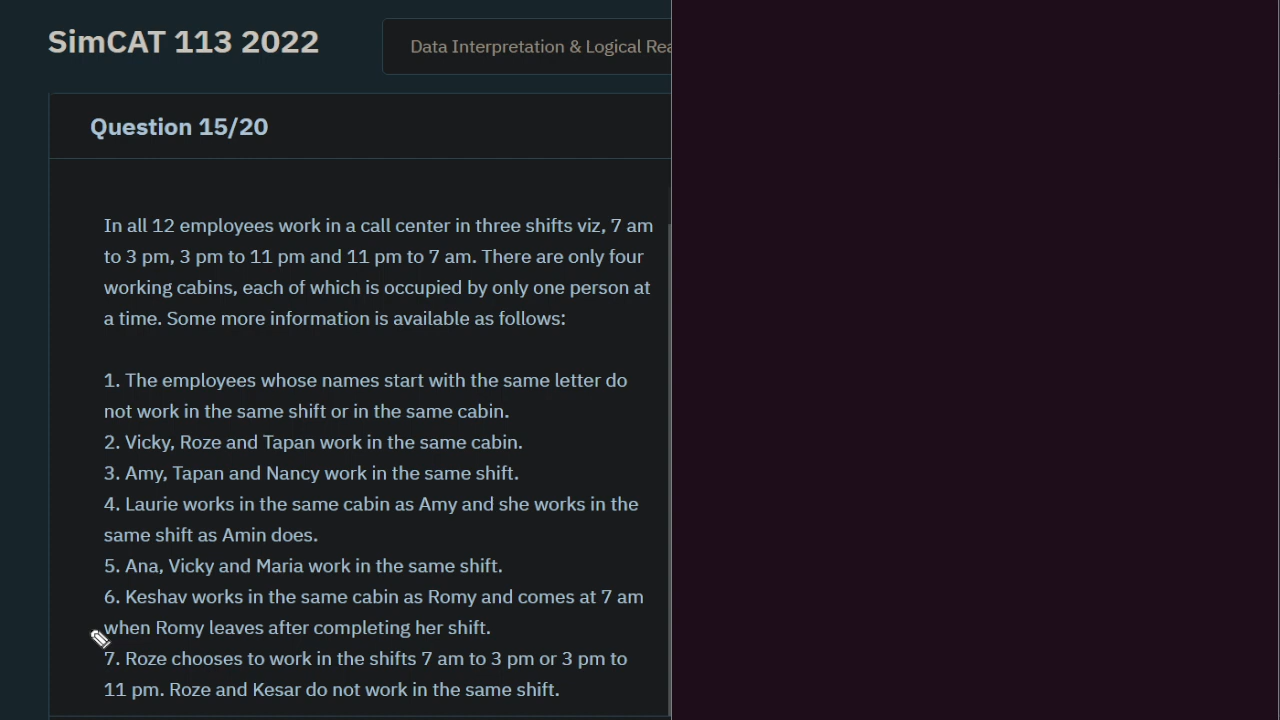 SimCAT 113 2022
Data Interpretation & Logical Rea
Question 15/20
In all 12 employees work in a call center in three shifts viz, 7 am
to 3 pm, 3 pm to 11 pm and 11 pm to 7 am. There are only four
working cabins, each of which is occupied by only one person at
a time. Some more information is available as follows:
1. The employees whose names start with the same letter do
not work in the same shift or in the same cabin.
2. Vicky, Roze and Tapan work in the same cabin.
3. Amy, Tapan and Nancy work in the same shift.
4. Laurie works in the same cabin as Amy and she works in the
same shift as Amin does.
5. Ana, Vicky and Maria work in the same shift.
6. Keshav works in the same cabin as Romy and comes at 7 am
when Romy leaves after completing her shift.
7. Roze chooses to work in the shifts 7 am to 3 pm or 3 pm to
11 pm. Roze and Kesar do not work in the same shift.